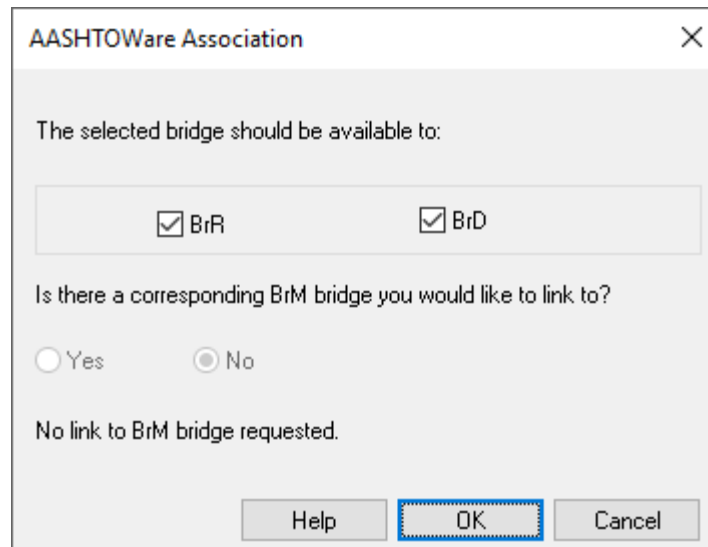 AASHTOWare Association
The selected bridge should be available to:
BrR BrD
Is there a corresponding BrM bridge you would like to link to?
Yes No
No link to BrM bridge requested.
Help OK Cancel